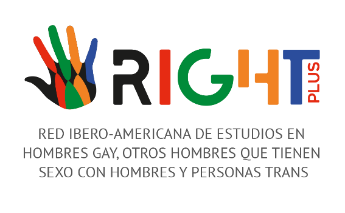 RIGHT PLUS
RED IBERO-AMERICANA DE ESTUDIOS EN
HOMBRES GAY, OTROS HOMBRES QUE TIENEN
SEXO CON HOMBRES Y PERSONAS TRANS